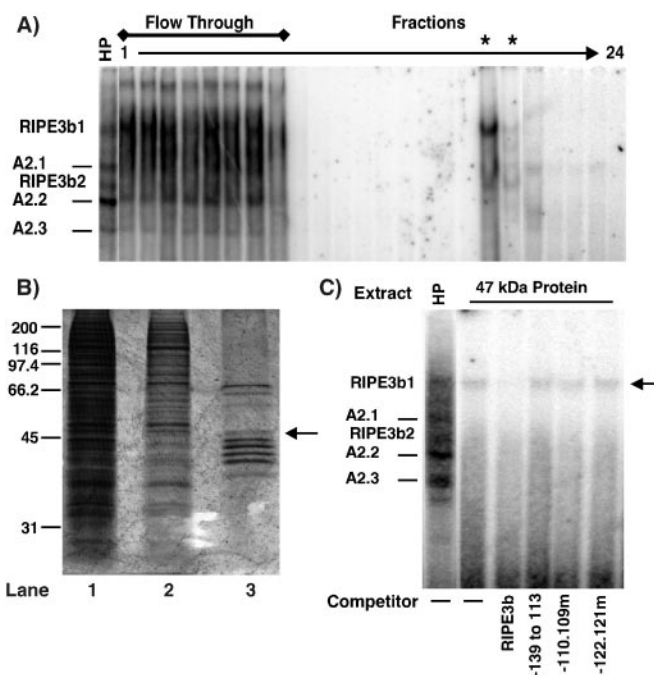 A)
Flow Through
Fractions
HP
1
* *
24
RIPE3b1
A2.1
RIPE3b2
A2.2
A2.3
B)
200
116
97.4
66.2
45
31
Lane 1 2 3
C)
Extract
HP
47 kDa Protein
RIPE3b1
A2.1
RIPE3b2
A2.2
A2.3
Competitor — — RIPE3b -139 to 113 -110.109m -122.121m